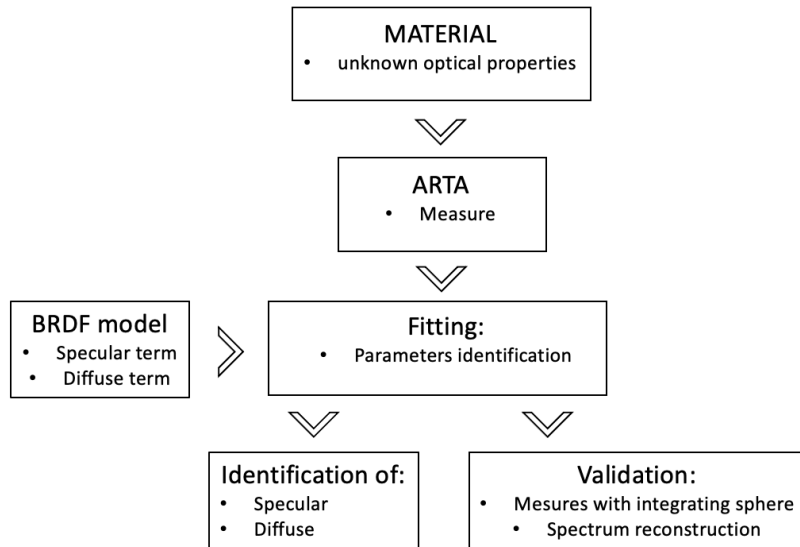 MATERIAL
• unknown optical properties
ARTA
• Measure
BRDF model
• Specular term
• Diffuse term
Fitting:
• Parameters identification
Identification of:
• Specular
• Diffuse
Validation:
• Mesures with integrating sphere
• Spectrum reconstruction